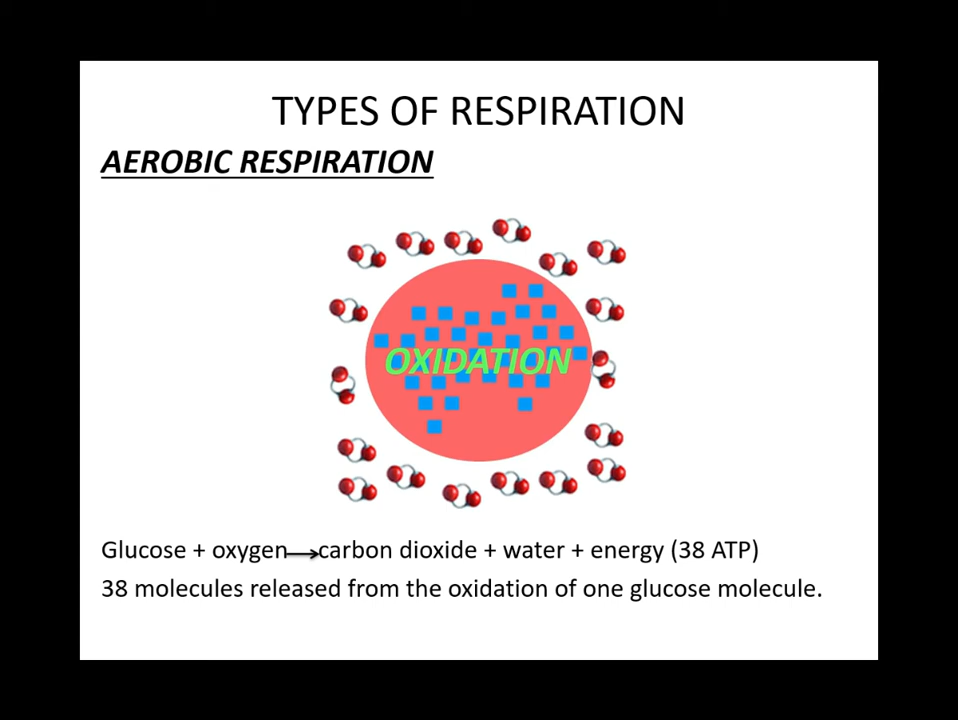 TYPES OF RESPIRATION
AEROBIC RESPIRATION
OXIDATION
Glucose + oxygen⟶carbon dioxide + water + energy (38 ATP)
38 molecules released from the oxidation of one glucose molecule.